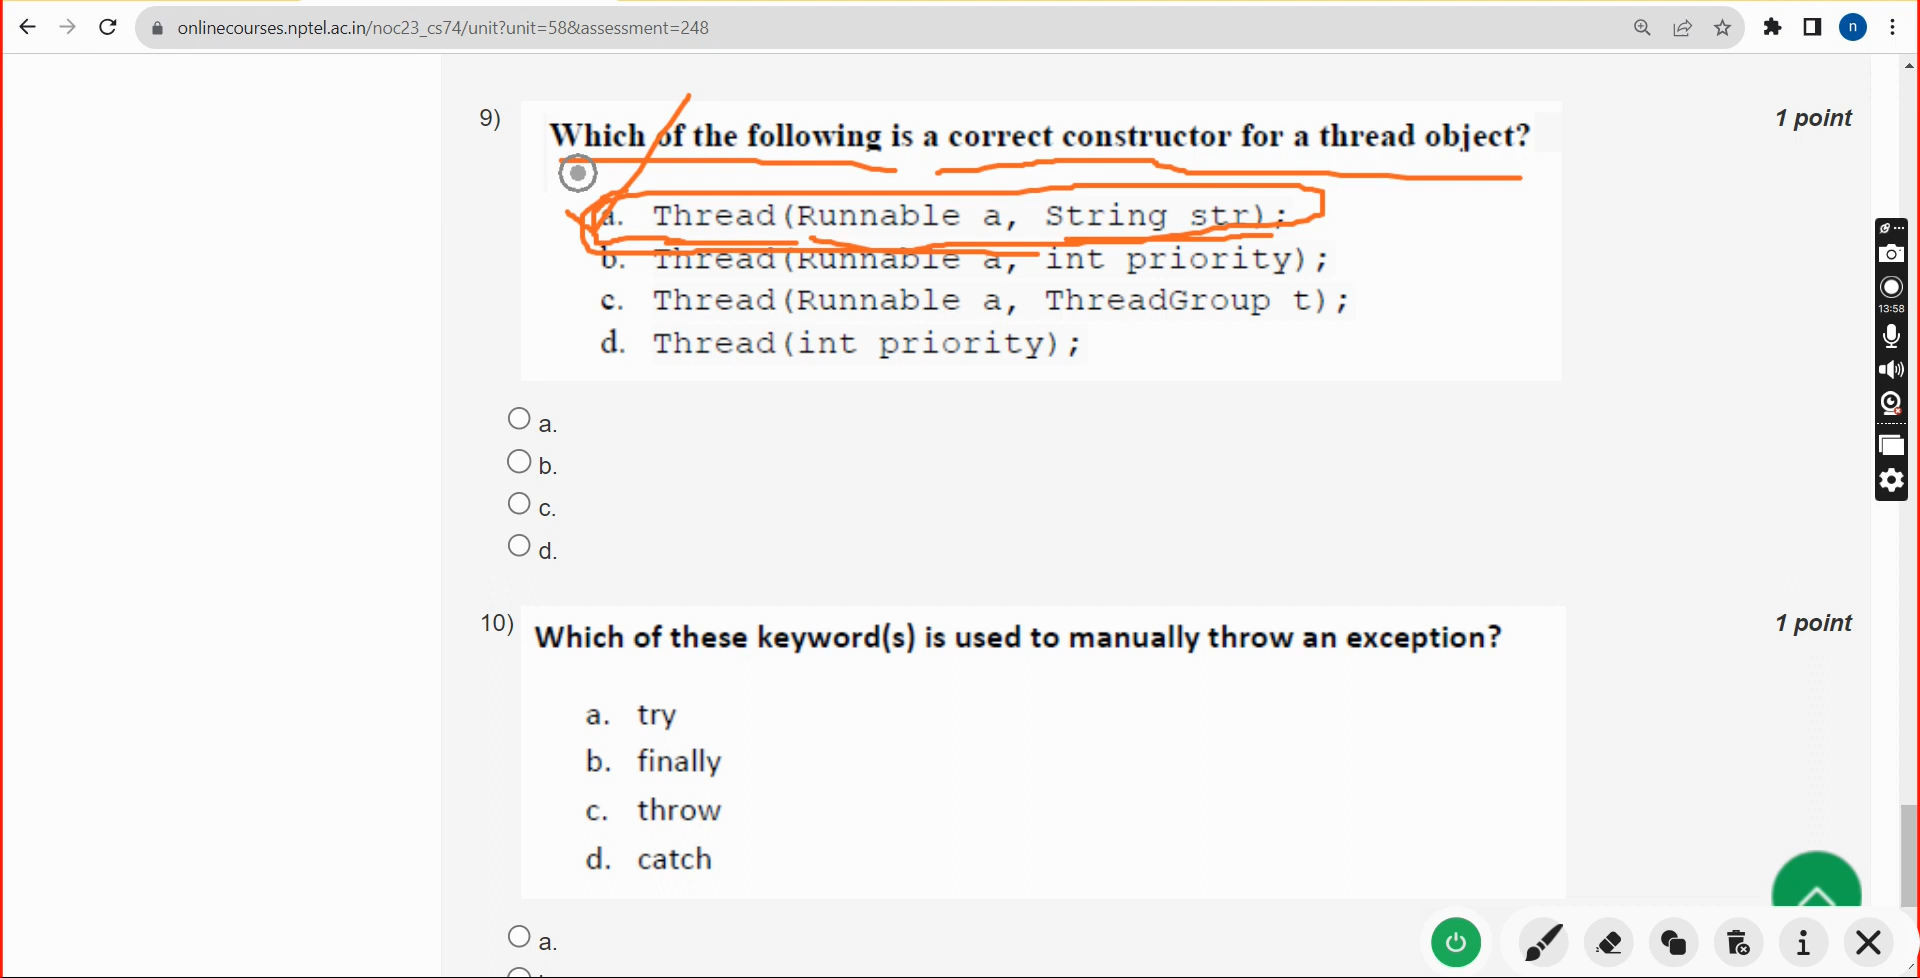 onlinecourses.nptel.ac.in/noc23_cs74/unit?unit=58&assessment=248
n
9)
Which of the following is a correct constructor for a thread object?
1 point
a. Thread(Runnable a, String str);
b. Thread(Runnable a, int priority);
c. Thread(Runnable a, ThreadGroup t);
d. Thread(int priority);
13:58
a.
b.
c.
d.
10)
Which of these keyword(s) is used to manually throw an exception?
1 point
a. try
b. finally
c. throw
d. catch
a.